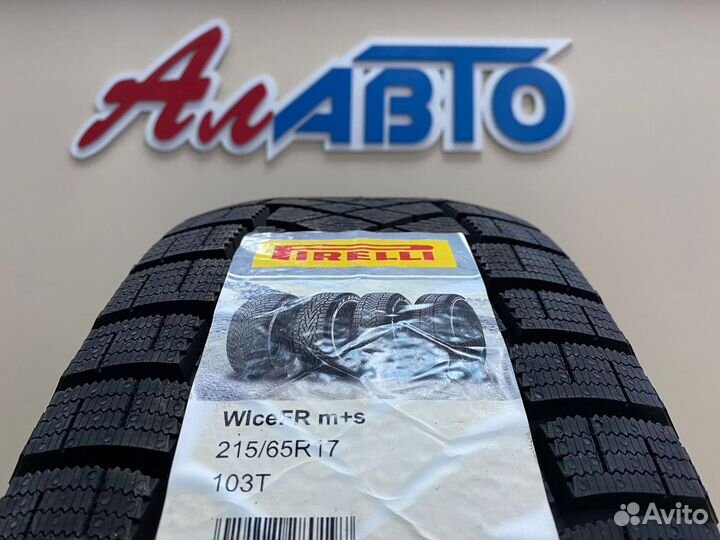 АлАВТО
PIRELLI
WIceFR m+s
215/65R17
103T
Avito